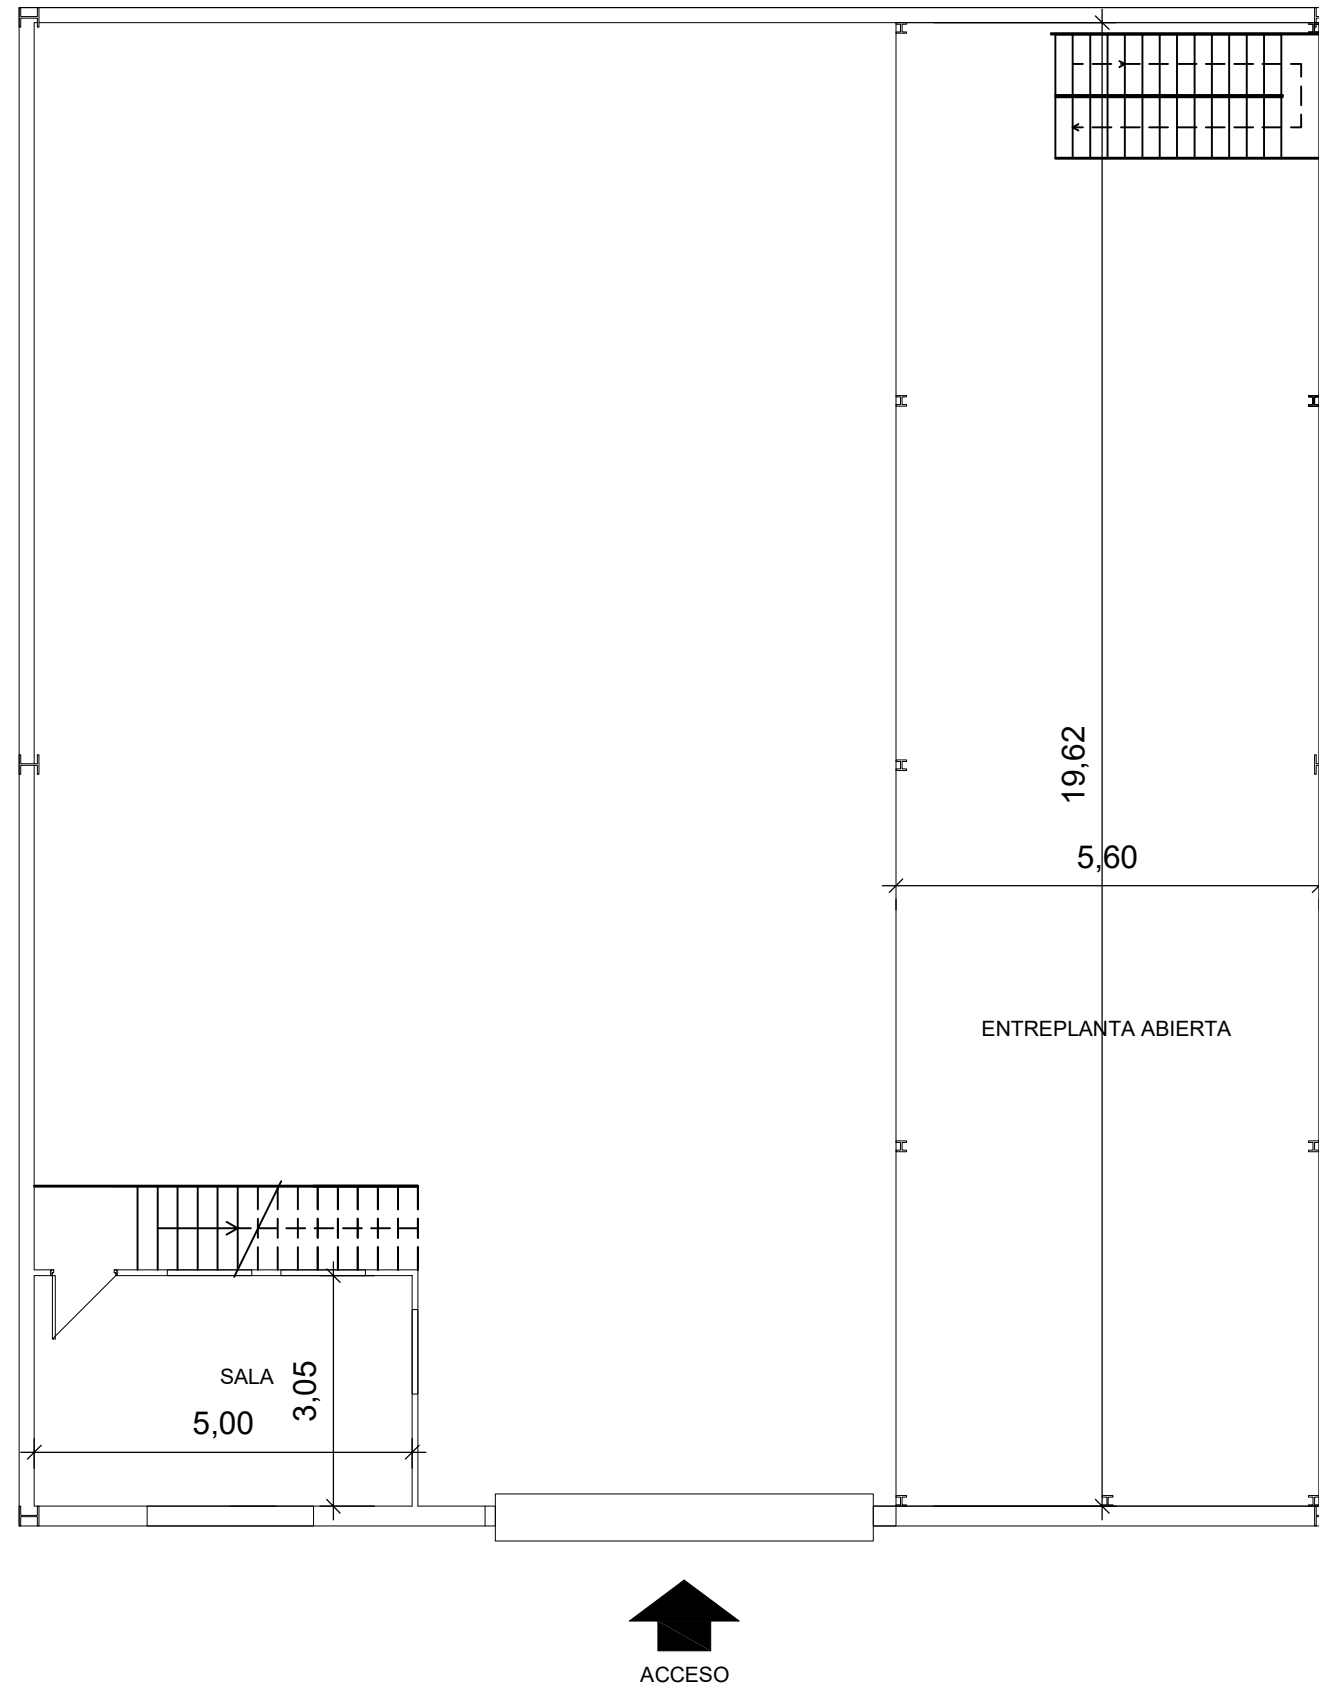 19,62
5,60
ENTREPLANTA ABIERTA
SALA
3,05
5,00
ACCESO